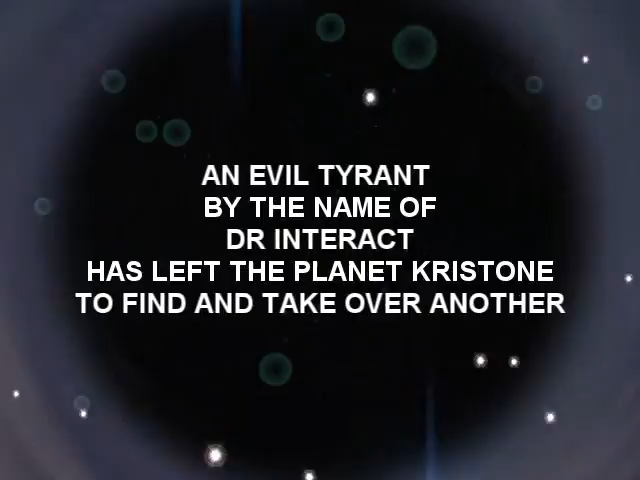 AN EVIL TYRANT
BY THE NAME OF
DR INTERACT
HAS LEFT THE PLANET KRISTONE
TO FIND AND TAKE OVER ANOTHER